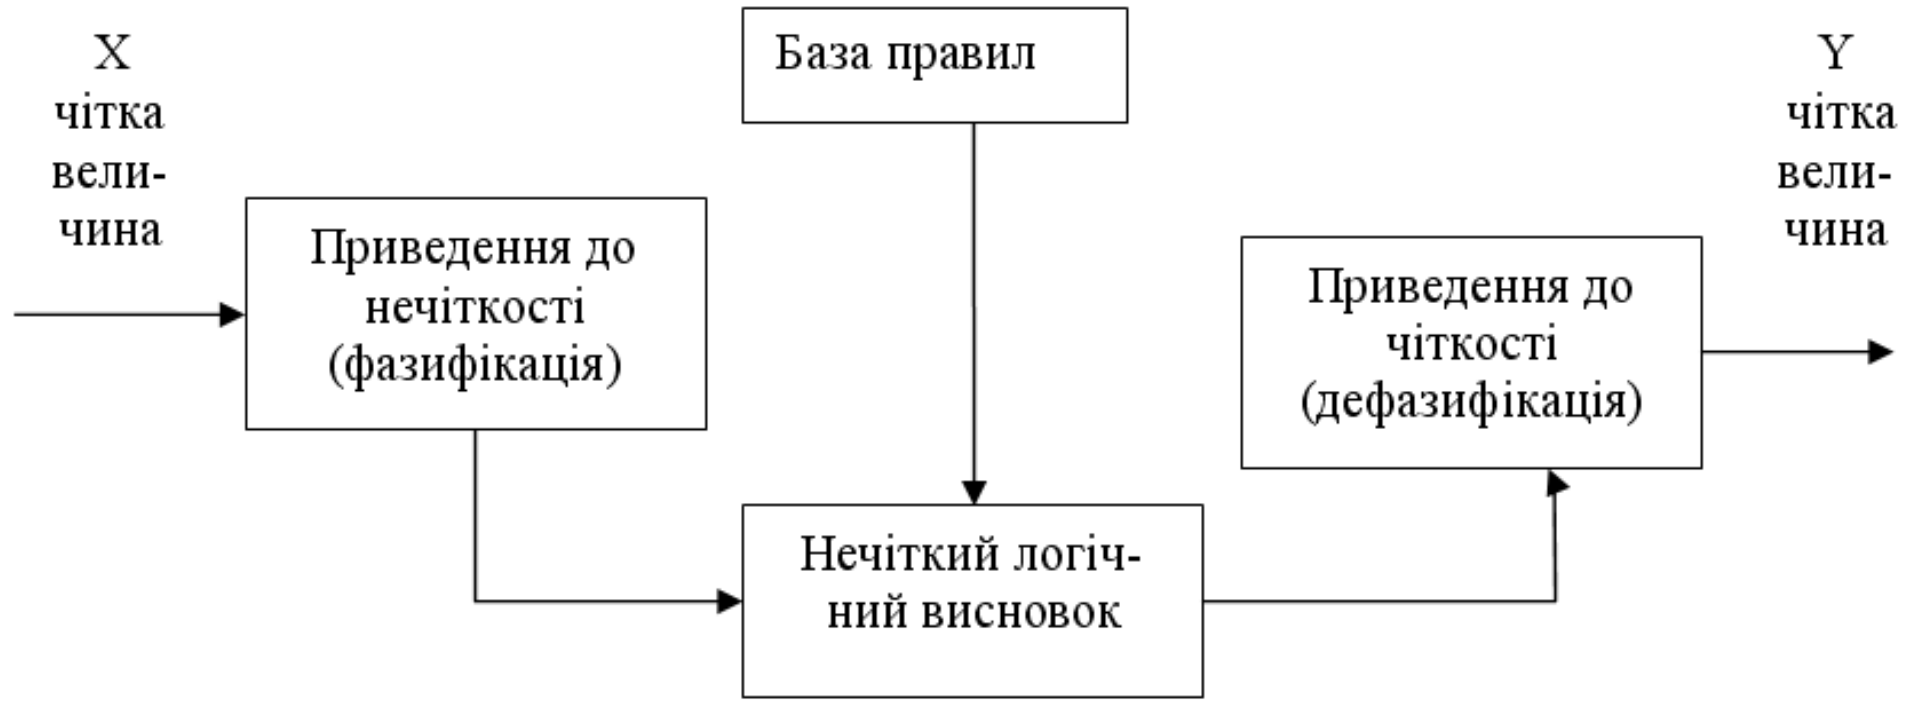 X
чітка
вели-
чина
База правил
Y
чітка
вели-
чина
Приведення до
нечіткості
(фазифікація)
Приведення до
чіткості
(дефазифікація)
Нечіткий логіч-
ний висновок